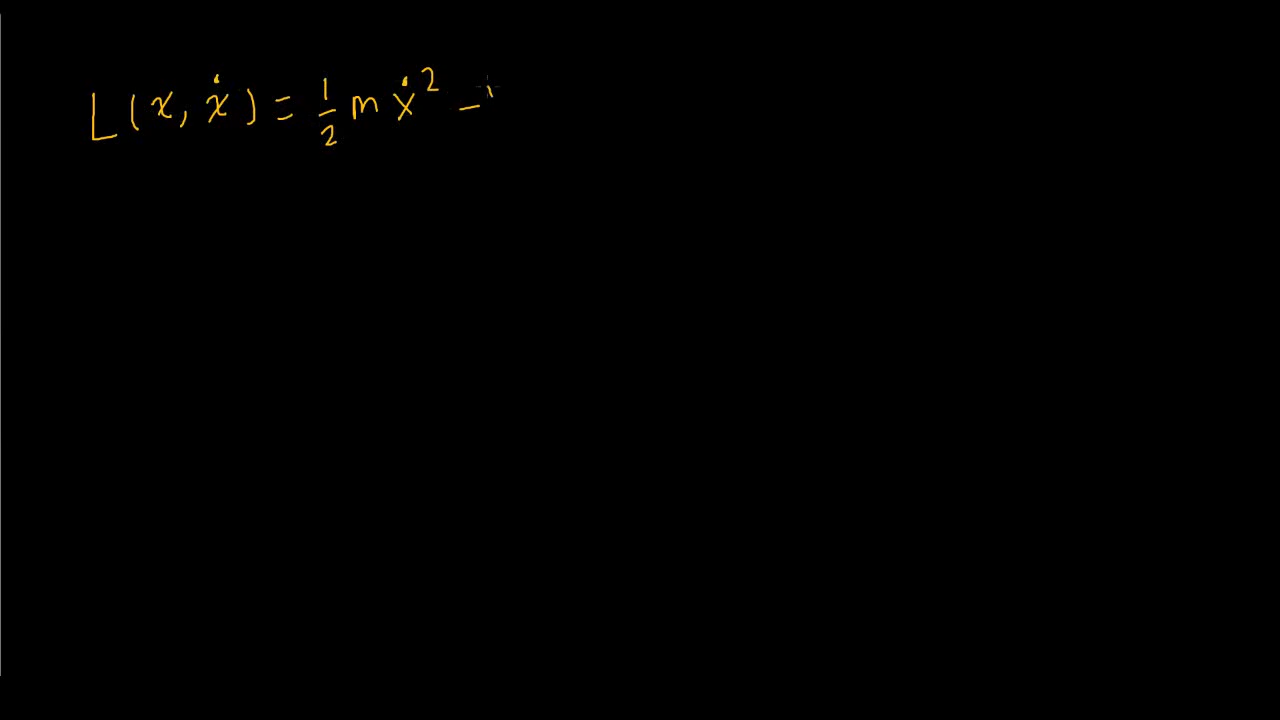 L(x, ẋ) = ½ m ẋ² –